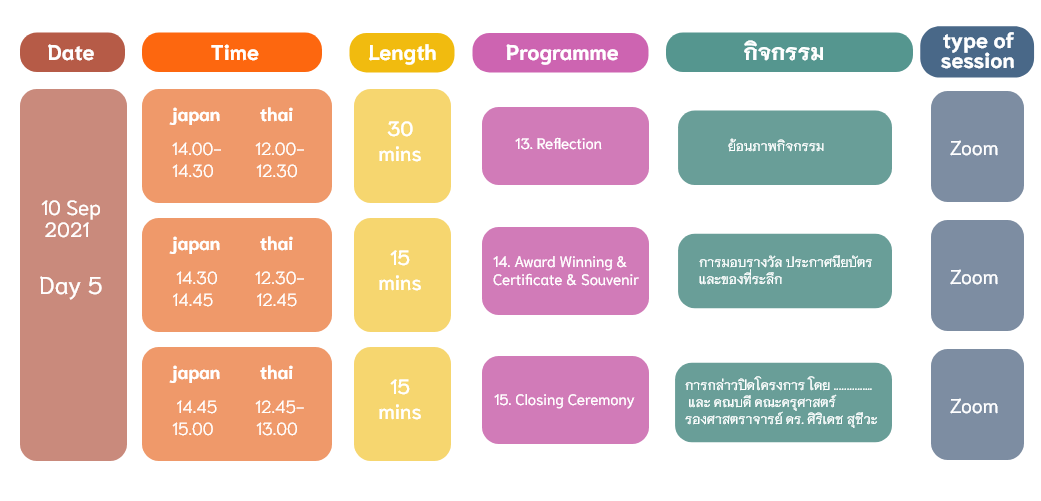 Date
Time
Length
Programme
กิจกรรม
type of
session
10 Sep
2021
Day 5
japan
thai
14.00-
14.30
12.00-
12.30
30
mins
13. Reflection
ย้อนภาพกิจกรรม
Zoom
japan
thai
14.30
14.45
12.30-
12.45
15
mins
14. Award Winning &
Certificate & Souvenir
การมอบรางวัล ประกาศนียบัตร
และของที่ระลึก
Zoom
japan
thai
14.45
15.00
12.45-
13.00
15
mins
15. Closing Ceremony
การกล่าวปิดโครงการ โดย ...............
และ คณบดี คณะครุศาสตร์
รองศาสตราจารย์ ดร. ศิริเดช สุชีวะ
Zoom